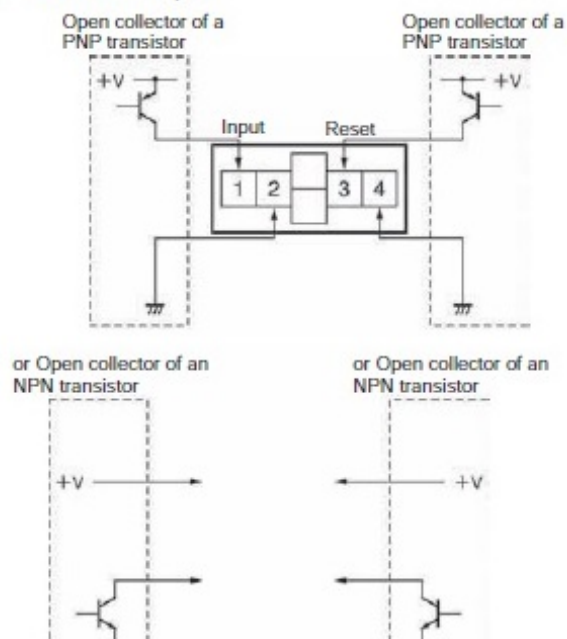 Open collector of a
PNP transistor
Open collector of a
PNP transistor
+V
+V
Input
Reset
1 2 3 4
or Open collector of an
NPN transistor
or Open collector of an
NPN transistor
+V
+V